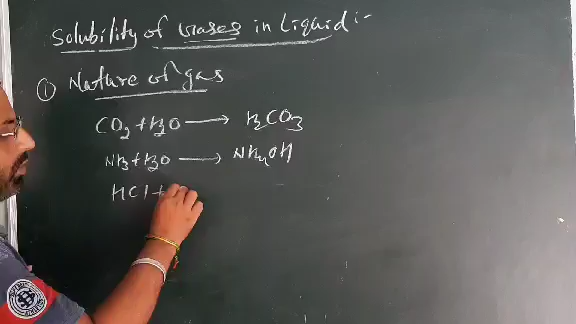 Solubility of Gases in Liquid :-
① Nature of gas
CO₂ + H₂O ⟶ H₂CO₃
NH₃ + H₂O ⟶ NH₄OH
HCl +